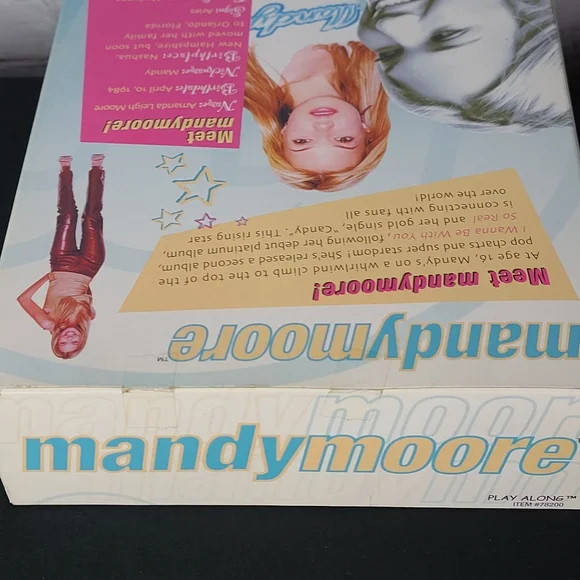 mandymoore
PLAY ALONG™
ITEM #78200
mandymoore™
mandymoore
Meet mandymoore!
At age 16, Mandy's on a whirlwind climb to the top of the
pop charts and super stardom! She's released a second album,
I Wanna Be With You, following her debut platinum album,
So Real and her gold single, "Candy". This rising star
is connecting with fans all
over the world!
Meet
mandymoore!
Name: Amanda Leigh Moore
Birthdate: April 10, 1984
Nickname: Mandy
Birthplace: Nashua,
New Hampshire, but soon
moved with her family
to Orlando, Florida
Sign: Aries
Mandy